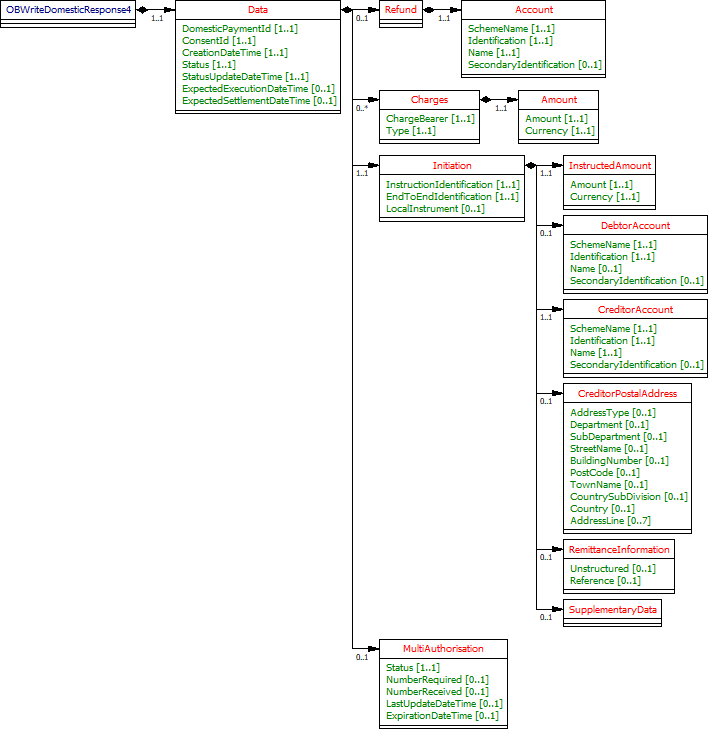 OBWriteDomesticResponse4
1..1
Data
DomesticPaymentId [1..1]
ConsentId [1..1]
CreationDateTime [1..1]
Status [1..1]
StatusUpdateDateTime [1..1]
ExpectedExecutionDateTime [0..1]
ExpectedSettlementDateTime [0..1]
0..1
Refund
1..1
Account
SchemeName [1..1]
Identification [1..1]
Name [1..1]
SecondaryIdentification [0..1]
0..*
Charges
ChargeBearer [1..1]
Type [1..1]
1..1
Amount
Amount [1..1]
Currency [1..1]
1..1
Initiation
InstructionIdentification [1..1]
EndToEndIdentification [1..1]
LocalInstrument [0..1]
1..1
InstructedAmount
Amount [1..1]
Currency [1..1]
0..1
DebtorAccount
SchemeName [1..1]
Identification [1..1]
Name [0..1]
SecondaryIdentification [0..1]
1..1
CreditorAccount
SchemeName [1..1]
Identification [1..1]
Name [1..1]
SecondaryIdentification [0..1]
0..1
CreditorPostalAddress
AddressType [0..1]
Department [0..1]
SubDepartment [0..1]
StreetName [0..1]
BuildingNumber [0..1]
PostCode [0..1]
TownName [0..1]
CountrySubDivision [0..1]
Country [0..1]
AddressLine [0..7]
0..1
RemittanceInformation
Unstructured [0..1]
Reference [0..1]
0..1
SupplementaryData
0..1
MultiAuthorisation
Status [1..1]
NumberRequired [0..1]
NumberReceived [0..1]
LastUpdateDateTime [0..1]
ExpirationDateTime [0..1]